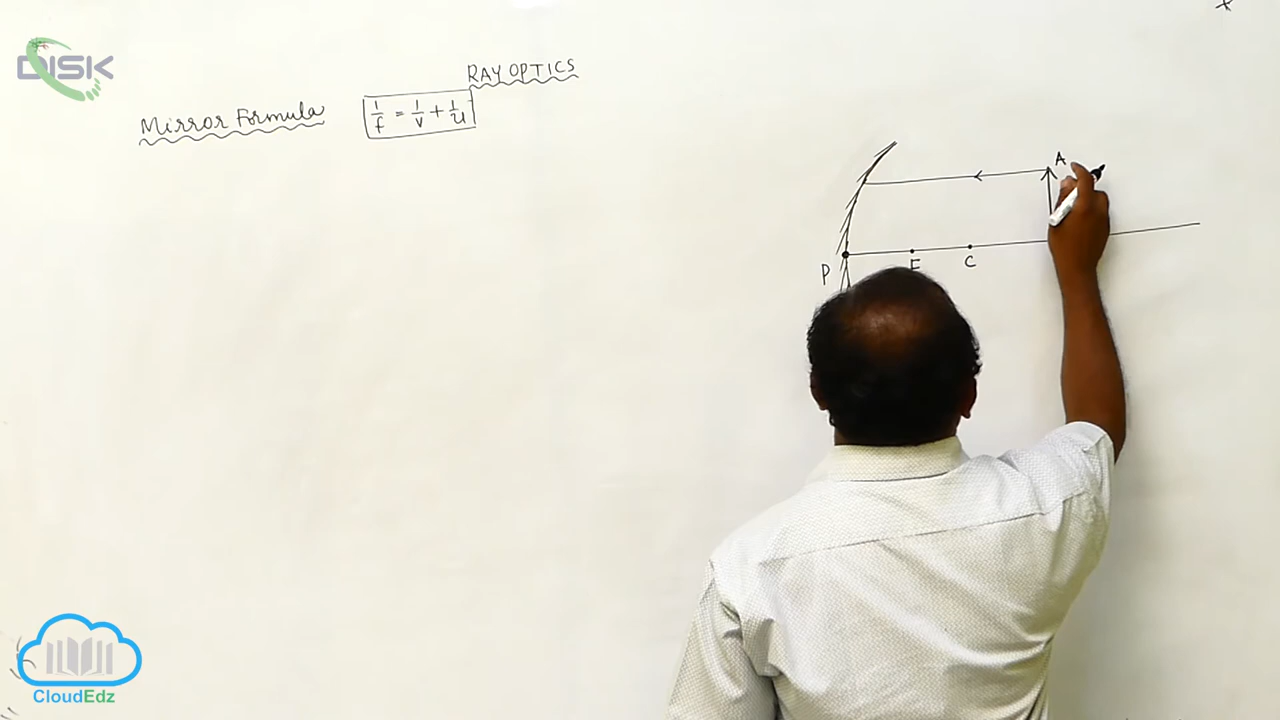 DISK
RAY OPTICS
Mirror Formula 1/f = 1/v + 1/u
A
P F C
CloudEdz